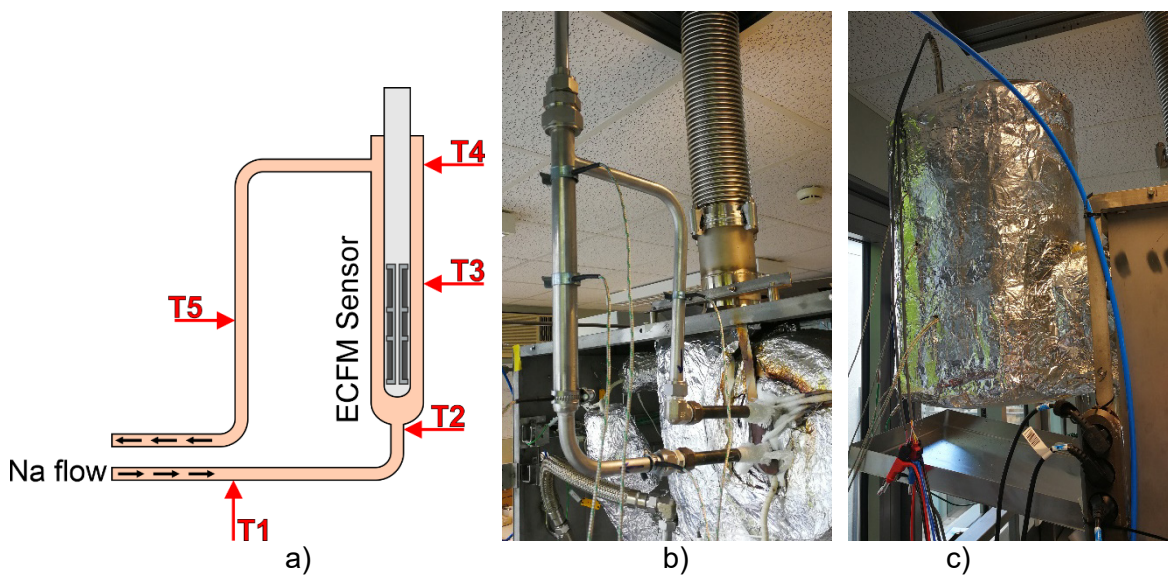 T4
T3
ECFM Sensor
T5
T2
Na flow
T1
a)
b)
c)